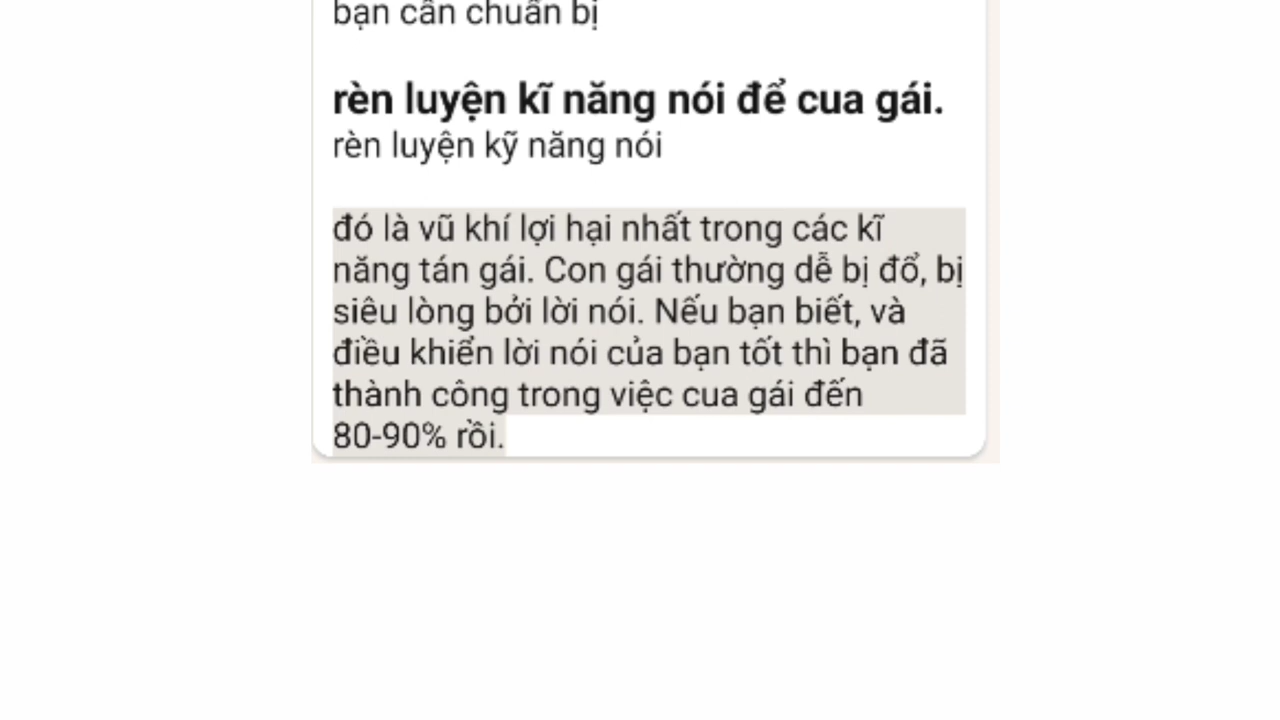 bạn cần chuẩn bị
rèn luyện kĩ năng nói để cua gái.
rèn luyện kỹ năng nói
đó là vũ khí lợi hại nhất trong các kĩ
năng tán gái. Con gái thường dễ bị đổ, bị
siêu lòng bởi lời nói. Nếu bạn biết, và
điều khiển lời nói của bạn tốt thì bạn đã
thành công trong việc cua gái đến
80-90% rồi.